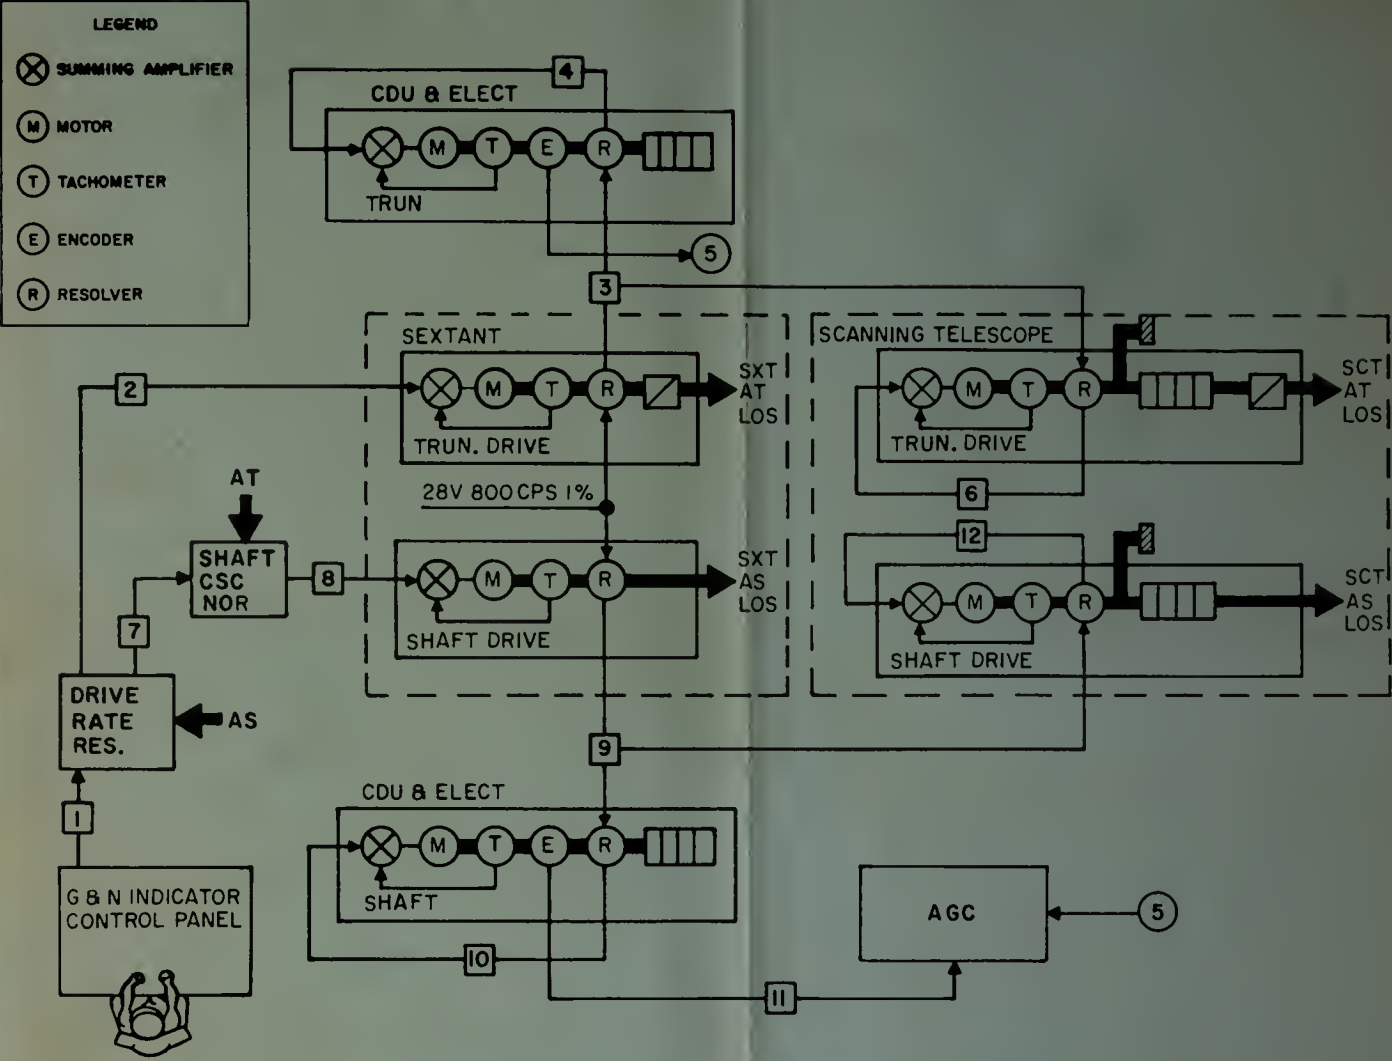 LEGEND
SUMMING AMPLIFIER
M MOTOR
T TACHOMETER
E ENCODER
R RESOLVER
4
CDU & ELECT
M T E R
TRUN
5
3
SEXTANT
SCANNING TELESCOPE
2
M T R
SXT
AT
LOS
M T R
SCT
AT
LOS
TRUN. DRIVE
TRUN. DRIVE
AT
28V 800 CPS 1%
6
12
SHAFT
CSC
NOR
8
M T R
SXT
AS
LOS
M T R
SCT
AS
LOS
7
SHAFT DRIVE
SHAFT DRIVE
DRIVE
RATE
RES.
AS
9
1
CDU & ELECT
M T E R
G & N INDICATOR
CONTROL PANEL
SHAFT
AGC
5
10
11